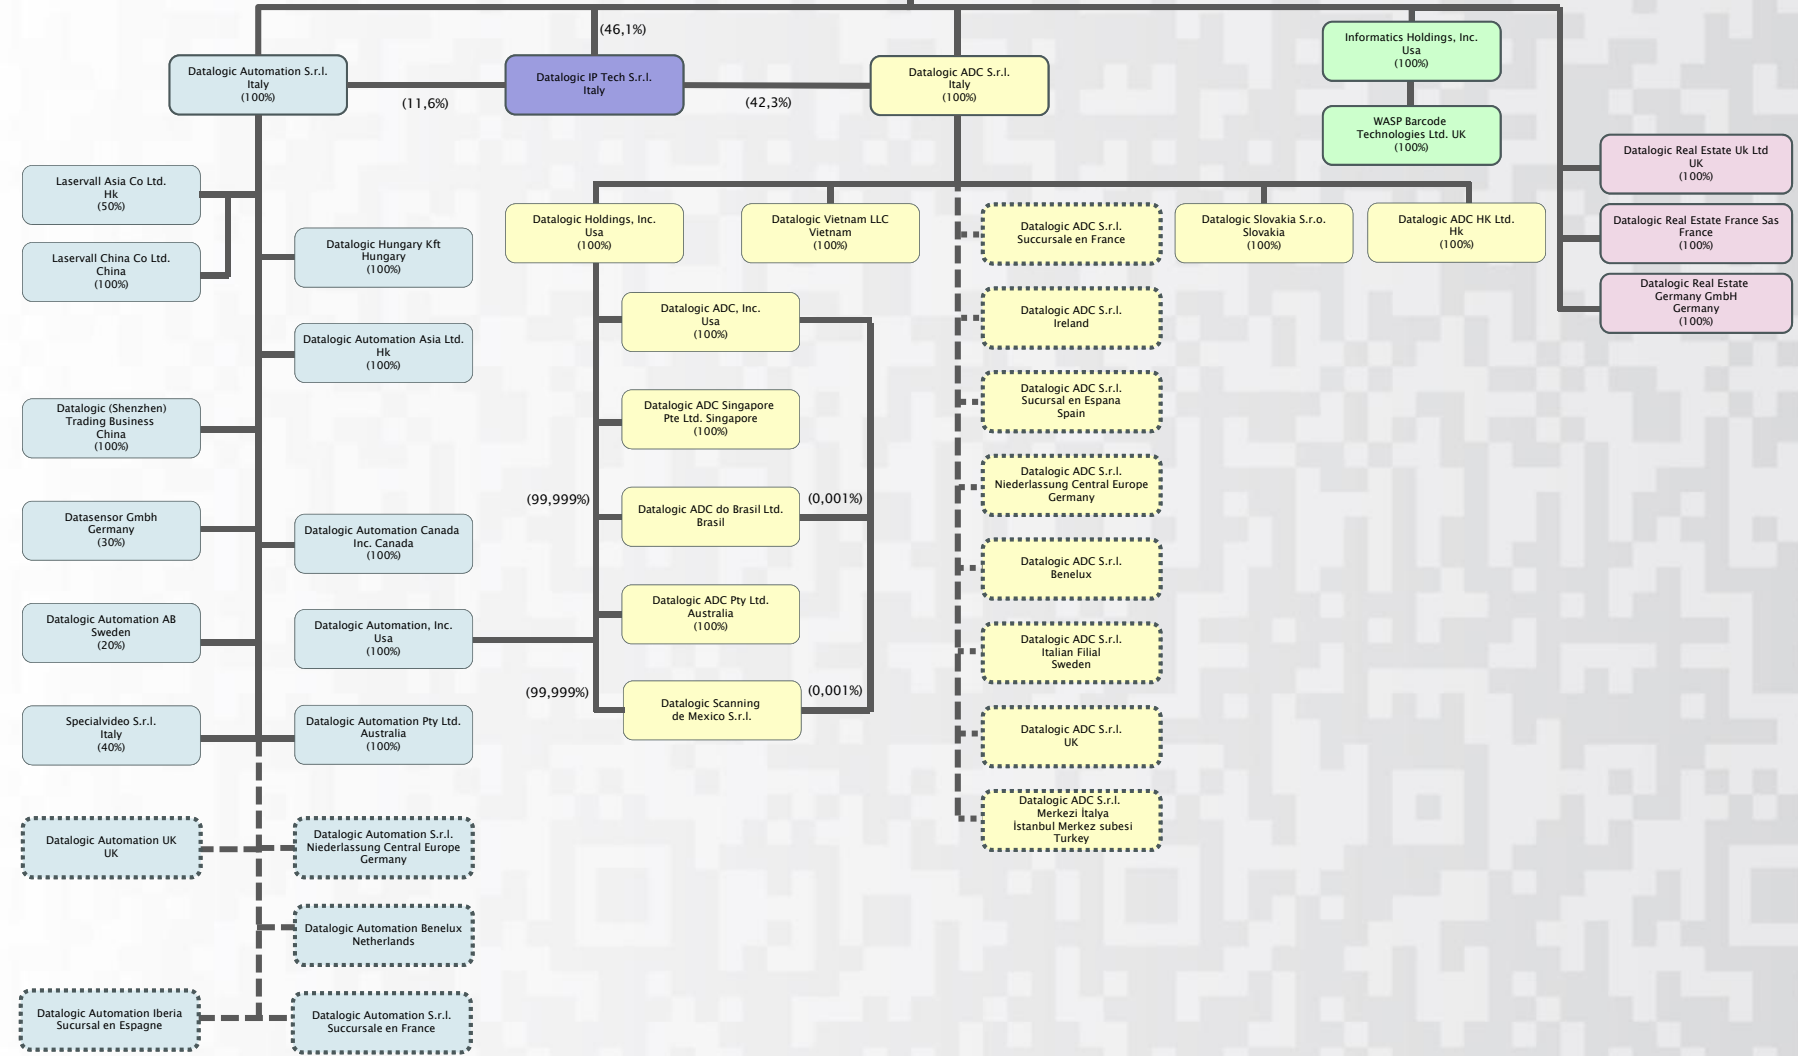 (46,1%)
Datalogic Automation S.r.l.
Italy
(100%)
(11,6%)
Datalogic IP Tech S.r.l.
Italy
(42,3%)
Datalogic ADC S.r.l.
Italy
(100%)
Informatics Holdings, Inc.
Usa
(100%)
WASP Barcode
Technologies Ltd. UK
(100%)
Datalogic Real Estate Uk Ltd
UK
(100%)
Datalogic Real Estate France Sas
France
(100%)
Datalogic Real Estate
Germany GmbH
Germany
(100%)
Laservall Asia Co Ltd.
Hk
(50%)
Laservall China Co Ltd.
China
(100%)
Datalogic (Shenzhen)
Trading Business
China
(100%)
Datasensor Gmbh
Germany
(30%)
Datalogic Automation AB
Sweden
(20%)
Specialvideo S.r.l.
Italy
(40%)
Datalogic Automation UK
UK
Datalogic Automation Iberia
Sucursal en Espagne
Datalogic Hungary Kft
Hungary
(100%)
Datalogic Automation Asia Ltd.
Hk
(100%)
Datalogic Automation Canada
Inc. Canada
(100%)
Datalogic Automation, Inc.
Usa
(100%)
Datalogic Automation Pty Ltd.
Australia
(100%)
Datalogic Automation S.r.l.
Niederlassung Central Europe
Germany
Datalogic Automation Benelux
Netherlands
Datalogic Automation S.r.l.
Succursale en France
Datalogic Holdings, Inc.
Usa
(100%)
Datalogic Vietnam LLC
Vietnam
(100%)
Datalogic ADC, Inc.
Usa
(100%)
Datalogic ADC Singapore
Pte Ltd. Singapore
(100%)
(99,999%)
Datalogic ADC do Brasil Ltd.
Brasil
(0,001%)
Datalogic ADC Pty Ltd.
Australia
(100%)
(99,999%)
Datalogic Scanning
de Mexico S.r.l.
(0,001%)
Datalogic ADC S.r.l.
Succursale en France
Datalogic ADC S.r.l.
Ireland
Datalogic ADC S.r.l.
Sucursal en Espana
Spain
Datalogic ADC S.r.l.
Niederlassung Central Europe
Germany
Datalogic ADC S.r.l.
Benelux
Datalogic ADC S.r.l.
Italian Filial
Sweden
Datalogic ADC S.r.l.
UK
Datalogic ADC S.r.l.
Merkezi İtalya
İstanbul Merkez subesi
Turkey
Datalogic Slovakia S.r.o.
Slovakia
(100%)
Datalogic ADC HK Ltd.
Hk
(100%)